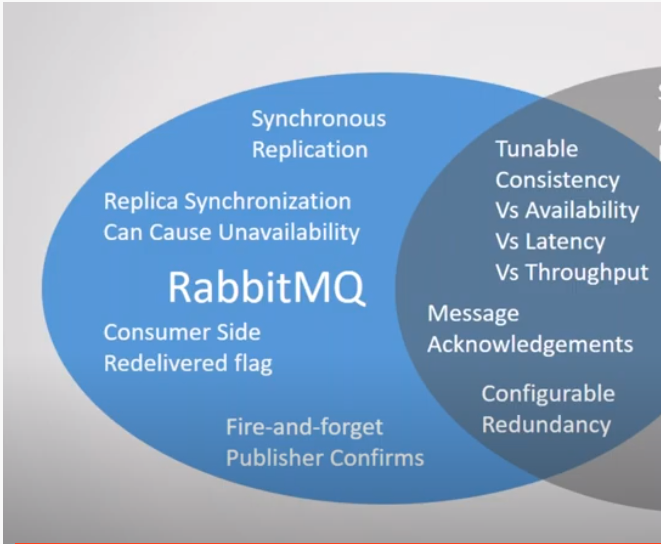 Synchronous
Replication
Replica Synchronization
Can Cause Unavailability
RabbitMQ
Consumer Side
Redelivered flag
Fire-and-forget
Publisher Confirms
Tunable
Consistency
Vs Availability
Vs Latency
Vs Throughput
Message
Acknowledgements
Configurable
Redundancy